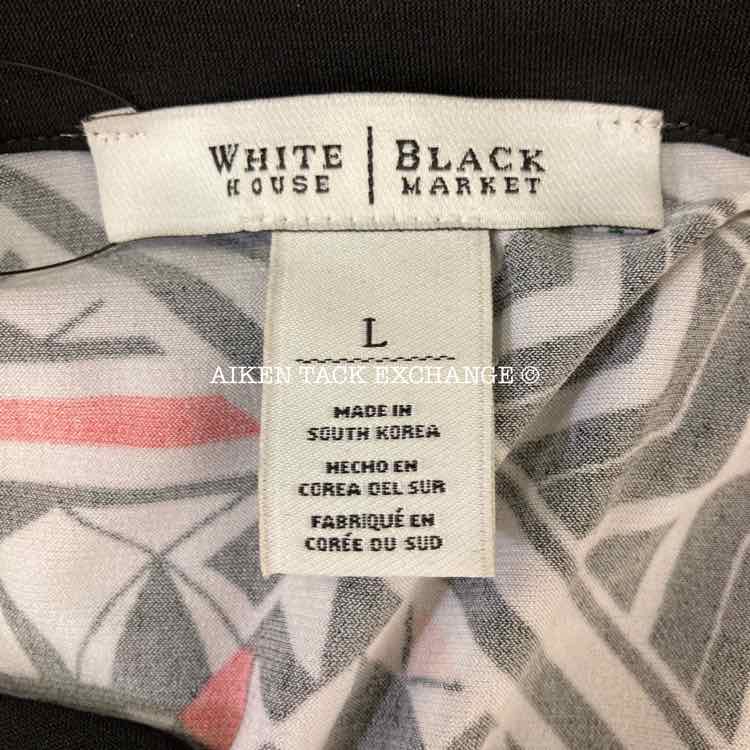 WHITE | BLACK
HOUSE | MARKET
L
AIKEN TACK EXCHANGE ©
MADE IN
SOUTH KOREA
HECHO EN
COREA DEL SUR
FABRIQUÉ EN
CORÉE DU SUD